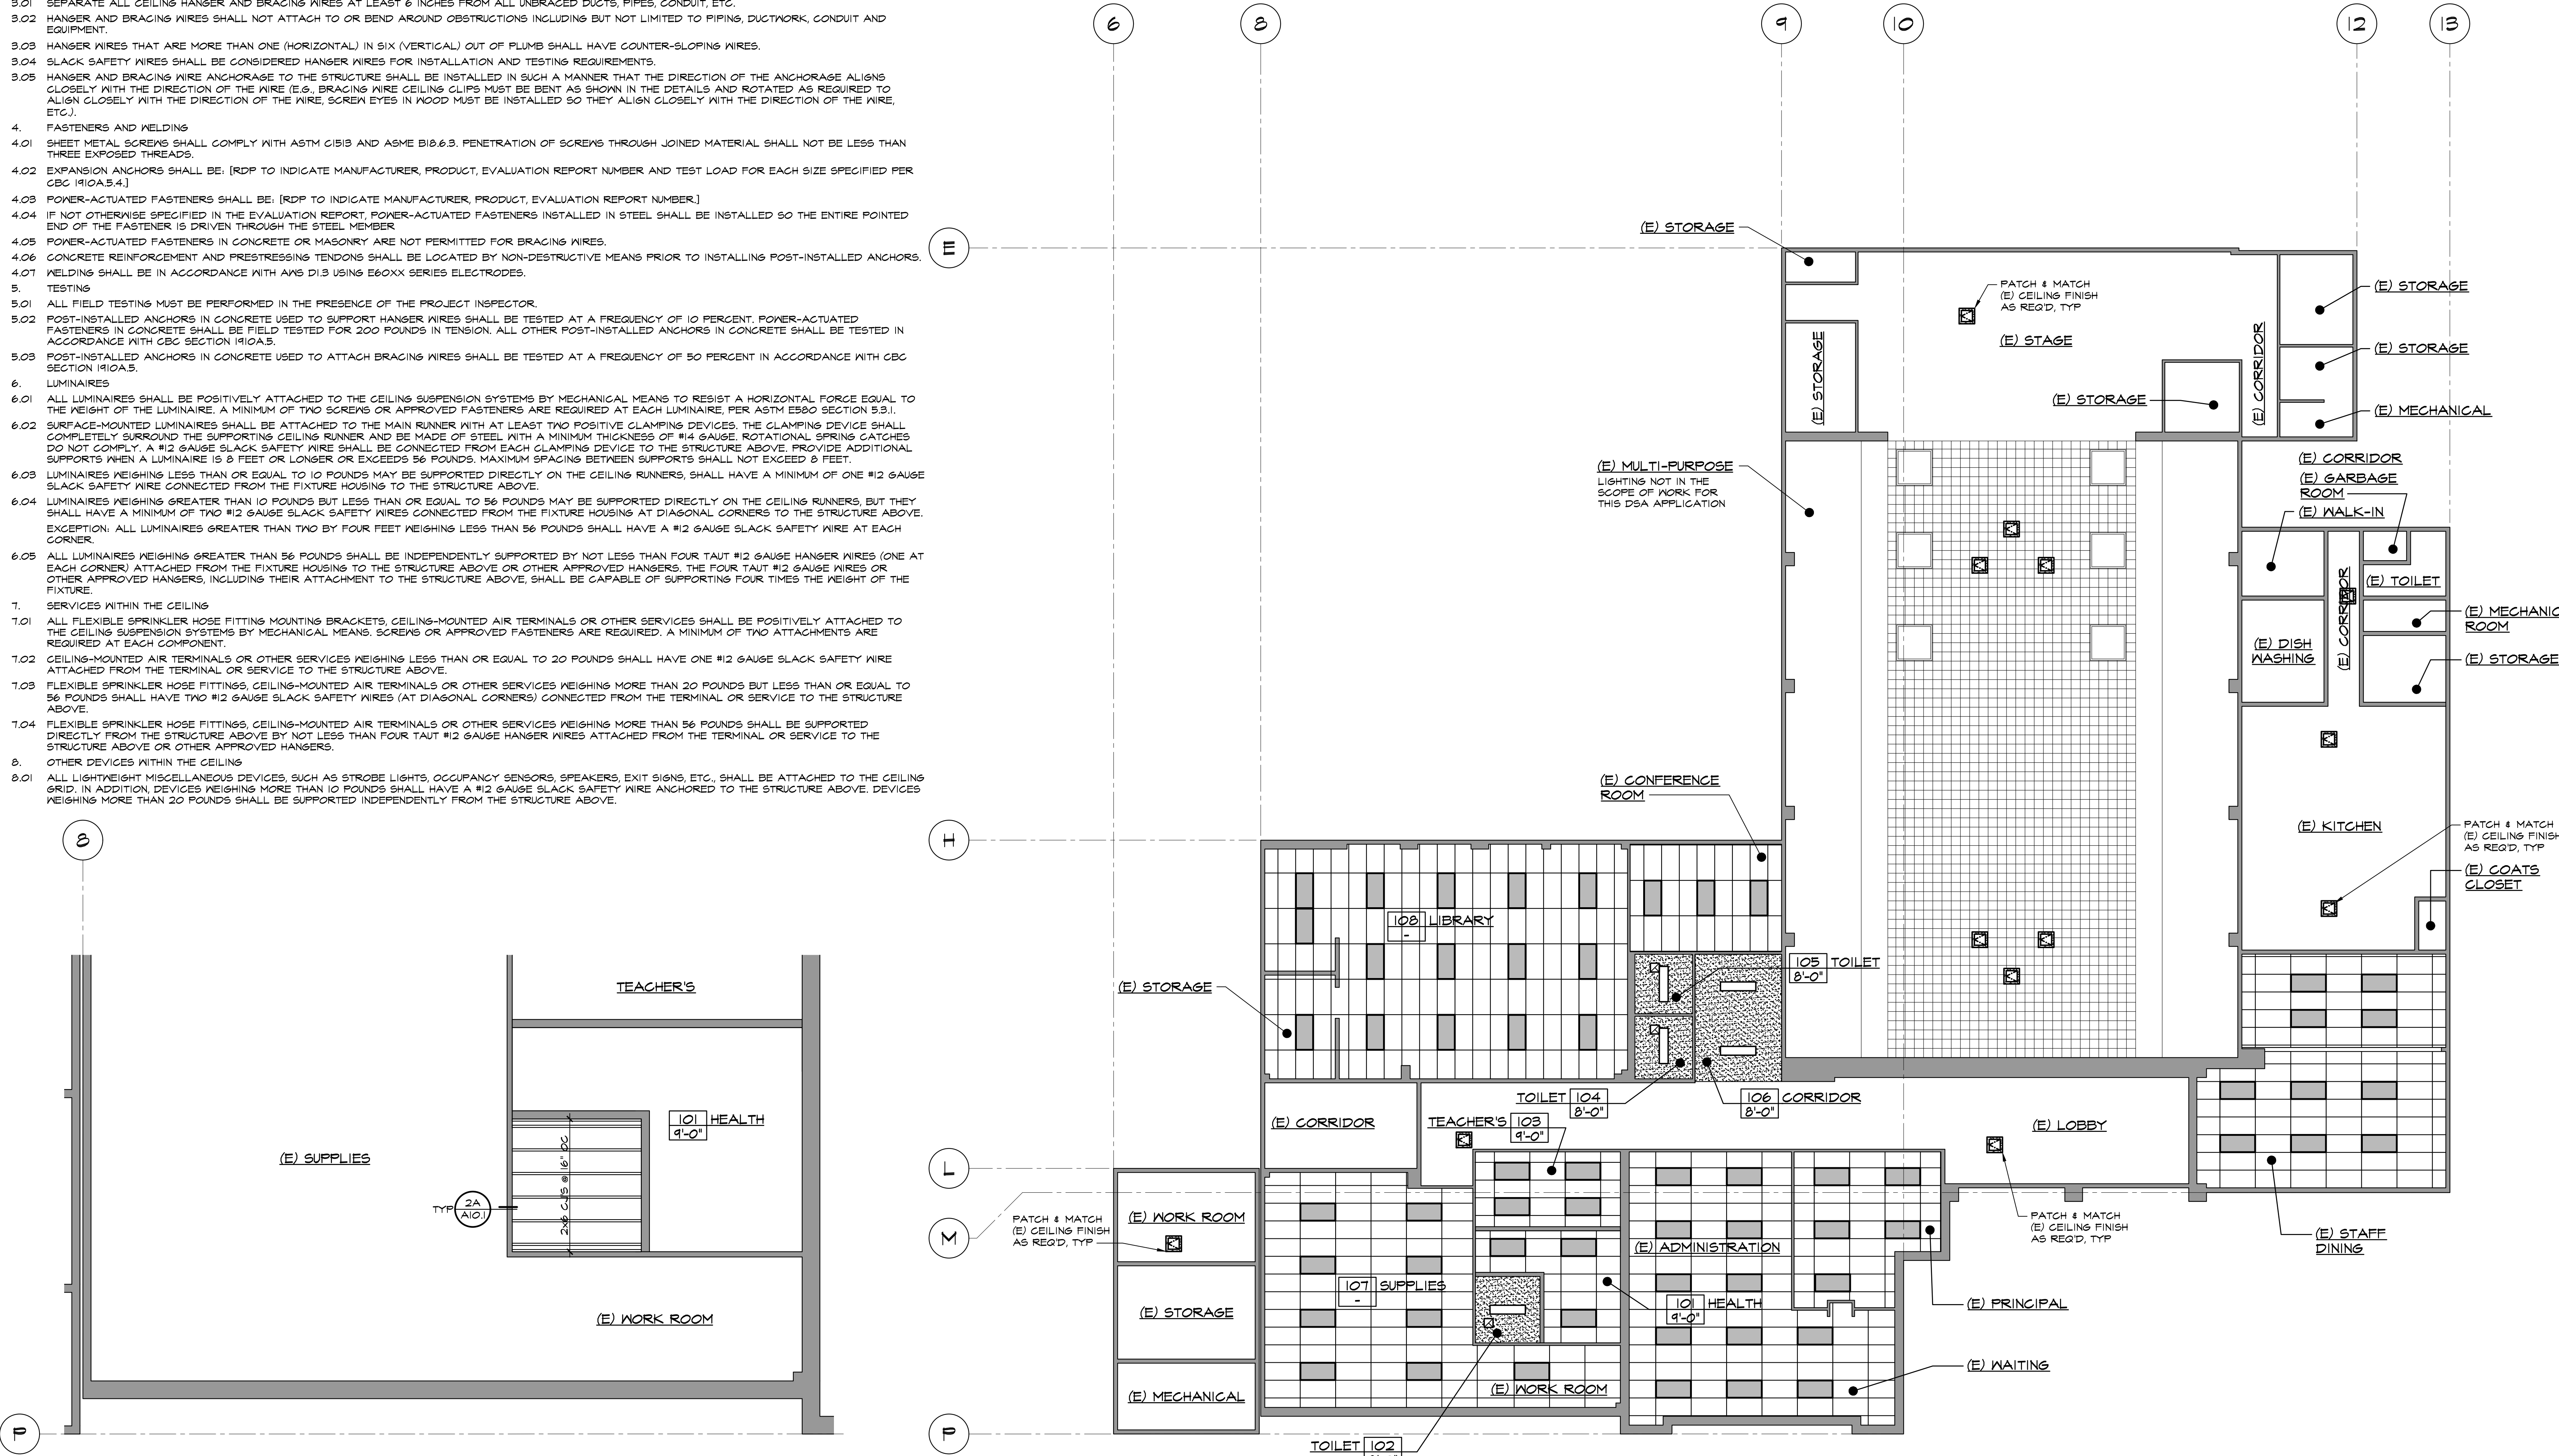 3.01 SEPARATE ALL CEILING HANGER AND BRACING WIRES AT LEAST 6 INCHES FROM ALL UNBRACED DUCTS, PIPES, CONDUIT, ETC.
3.02 HANGER AND BRACING WIRES SHALL NOT ATTACH TO OR BEND AROUND OBSTRUCTIONS INCLUDING BUT NOT LIMITED TO PIPING, DUCTWORK, CONDUIT AND
EQUIPMENT.
3.03 HANGER WIRES THAT ARE MORE THAN ONE (HORIZONTAL) IN SIX (VERTICAL) OUT OF PLUMB SHALL HAVE COUNTER-SLOPING WIRES.
3.04 SLACK SAFETY WIRES SHALL BE CONSIDERED HANGER WIRES FOR INSTALLATION AND TESTING REQUIREMENTS.
3.05 HANGER AND BRACING WIRE ANCHORAGE TO THE STRUCTURE SHALL BE INSTALLED IN SUCH A MANNER THAT THE DIRECTION OF THE ANCHORAGE ALIGNS
CLOSELY WITH THE DIRECTION OF THE WIRE (E.G., BRACING WIRE CEILING CLIPS MUST BE BENT AS SHOWN IN THE DETAILS AND ROTATED AS REQUIRED TO
ALIGN CLOSELY WITH THE DIRECTION OF THE WIRE, SCREW EYES IN WOOD MUST BE INSTALLED SO THEY ALIGN CLOSELY WITH THE DIRECTION OF THE WIRE,
ETC.).
4. FASTENERS AND WELDING
4.01 SHEET METAL SCREWS SHALL COMPLY WITH ASTM C1513 AND ASME B18.6.3. PENETRATION OF SCREWS THROUGH JOINED MATERIAL SHALL NOT BE LESS THAN
THREE EXPOSED THREADS.
4.02 EXPANSION ANCHORS SHALL BE: [RDP TO INDICATE MANUFACTURER, PRODUCT, EVALUATION REPORT NUMBER AND TEST LOAD FOR EACH SIZE SPECIFIED PER
CBC 1910A.5.4.]
4.03 POWER-ACTUATED FASTENERS SHALL BE: [RDP TO INDICATE MANUFACTURER, PRODUCT, EVALUATION REPORT NUMBER.]
4.04 IF NOT OTHERWISE SPECIFIED IN THE EVALUATION REPORT, POWER-ACTUATED FASTENERS INSTALLED IN STEEL SHALL BE INSTALLED SO THE ENTIRE POINTED
END OF THE FASTENER IS DRIVEN THROUGH THE STEEL MEMBER
4.05 POWER-ACTUATED FASTENERS IN CONCRETE OR MASONRY ARE NOT PERMITTED FOR BRACING WIRES.
4.06 CONCRETE REINFORCEMENT AND PRESTRESSING TENDONS SHALL BE LOCATED BY NON-DESTRUCTIVE MEANS PRIOR TO INSTALLING POST-INSTALLED ANCHORS.
4.07 WELDING SHALL BE IN ACCORDANCE WITH AWS D1.3 USING E60XX SERIES ELECTRODES.
5. TESTING
5.01 ALL FIELD TESTING MUST BE PERFORMED IN THE PRESENCE OF THE PROJECT INSPECTOR.
5.02 POST-INSTALLED ANCHORS IN CONCRETE USED TO SUPPORT HANGER WIRES SHALL BE TESTED AT A FREQUENCY OF 10 PERCENT. POWER-ACTUATED
FASTENERS IN CONCRETE SHALL BE FIELD TESTED FOR 200 POUNDS IN TENSION. ALL OTHER POST-INSTALLED ANCHORS IN CONCRETE SHALL BE TESTED IN
ACCORDANCE WITH CBC SECTION 1910A.5.
5.03 POST-INSTALLED ANCHORS IN CONCRETE USED TO ATTACH BRACING WIRES SHALL BE TESTED AT A FREQUENCY OF 50 PERCENT IN ACCORDANCE WITH CBC
SECTION 1910A.5.
6. LUMINAIRES
6.01 ALL LUMINAIRES SHALL BE POSITIVELY ATTACHED TO THE CEILING SUSPENSION SYSTEMS BY MECHANICAL MEANS TO RESIST A HORIZONTAL FORCE EQUAL TO
THE WEIGHT OF THE LUMINAIRE. A MINIMUM OF TWO SCREWS OR APPROVED FASTENERS ARE REQUIRED AT EACH LUMINAIRE, PER ASTM E580 SECTION 5.3.1.
6.02 SURFACE-MOUNTED LUMINAIRES SHALL BE ATTACHED TO THE MAIN RUNNER WITH AT LEAST TWO POSITIVE CLAMPING DEVICES. THE CLAMPING DEVICE SHALL
COMPLETELY SURROUND THE SUPPORTING CEILING RUNNER AND BE MADE OF STEEL WITH A MINIMUM THICKNESS OF #14 GAUGE. ROTATIONAL SPRING CATCHES
DO NOT COMPLY. A #12 GAUGE SLACK SAFETY WIRE SHALL BE CONNECTED FROM EACH CLAMPING DEVICE TO THE STRUCTURE ABOVE. PROVIDE ADDITIONAL
SUPPORTS WHEN A LUMINAIRE IS 8 FEET OR LONGER OR EXCEEDS 56 POUNDS. MAXIMUM SPACING BETWEEN SUPPORTS SHALL NOT EXCEED 8 FEET.
6.03 LUMINAIRES WEIGHING LESS THAN OR EQUAL TO 10 POUNDS MAY BE SUPPORTED DIRECTLY ON THE CEILING RUNNERS, SHALL HAVE A MINIMUM OF ONE #12 GAUGE
SLACK SAFETY WIRE CONNECTED FROM THE FIXTURE HOUSING TO THE STRUCTURE ABOVE.
6.04 LUMINAIRES WEIGHING GREATER THAN 10 POUNDS BUT LESS THAN OR EQUAL TO 56 POUNDS MAY BE SUPPORTED DIRECTLY ON THE CEILING RUNNERS, BUT THEY
SHALL HAVE A MINIMUM OF TWO #12 GAUGE SLACK SAFETY WIRES CONNECTED FROM THE FIXTURE HOUSING AT DIAGONAL CORNERS TO THE STRUCTURE ABOVE.
EXCEPTION: ALL LUMINAIRES GREATER THAN TWO BY FOUR FEET WEIGHING LESS THAN 56 POUNDS SHALL HAVE A #12 GAUGE SLACK SAFETY WIRE AT EACH
CORNER.
6.05 ALL LUMINAIRES WEIGHING GREATER THAN 56 POUNDS SHALL BE INDEPENDENTLY SUPPORTED BY NOT LESS THAN FOUR TAUT #12 GAUGE HANGER WIRES (ONE AT
EACH CORNER) ATTACHED FROM THE FIXTURE HOUSING TO THE STRUCTURE ABOVE OR OTHER APPROVED HANGERS. THE FOUR TAUT #12 GAUGE WIRES OR
OTHER APPROVED HANGERS, INCLUDING THEIR ATTACHMENT TO THE STRUCTURE ABOVE, SHALL BE CAPABLE OF SUPPORTING FOUR TIMES THE WEIGHT OF THE
FIXTURE.
7. SERVICES WITHIN THE CEILING
7.01 ALL FLEXIBLE SPRINKLER HOSE FITTING MOUNTING BRACKETS, CEILING-MOUNTED AIR TERMINALS OR OTHER SERVICES SHALL BE POSITIVELY ATTACHED TO
THE CEILING SUSPENSION SYSTEMS BY MECHANICAL MEANS. SCREWS OR APPROVED FASTENERS ARE REQUIRED. A MINIMUM OF TWO ATTACHMENTS ARE
REQUIRED AT EACH COMPONENT.
7.02 CEILING-MOUNTED AIR TERMINALS OR OTHER SERVICES WEIGHING LESS THAN OR EQUAL TO 20 POUNDS SHALL HAVE ONE #12 GAUGE SLACK SAFETY WIRE
ATTACHED FROM THE TERMINAL OR SERVICE TO THE STRUCTURE ABOVE.
7.03 FLEXIBLE SPRINKLER HOSE FITTINGS, CEILING-MOUNTED AIR TERMINALS OR OTHER SERVICES WEIGHING MORE THAN 20 POUNDS BUT LESS THAN OR EQUAL TO
56 POUNDS SHALL HAVE TWO #12 GAUGE SLACK SAFETY WIRES (AT DIAGONAL CORNERS) CONNECTED FROM THE TERMINAL OR SERVICE TO THE STRUCTURE
ABOVE.
7.04 FLEXIBLE SPRINKLER HOSE FITTINGS, CEILING-MOUNTED AIR TERMINALS OR OTHER SERVICES WEIGHING MORE THAN 56 POUNDS SHALL BE SUPPORTED
DIRECTLY FROM THE STRUCTURE ABOVE BY NOT LESS THAN FOUR TAUT #12 GAUGE HANGER WIRES ATTACHED FROM THE TERMINAL OR SERVICE TO THE
STRUCTURE ABOVE OR OTHER APPROVED HANGERS.
8. OTHER DEVICES WITHIN THE CEILING
8.01 ALL LIGHTWEIGHT MISCELLANEOUS DEVICES, SUCH AS STROBE LIGHTS, OCCUPANCY SENSORS, SPEAKERS, EXIT SIGNS, ETC., SHALL BE ATTACHED TO THE CEILING
GRID. IN ADDITION, DEVICES WEIGHING MORE THAN 10 POUNDS SHALL HAVE A #12 GAUGE SLACK SAFETY WIRE ANCHORED TO THE STRUCTURE ABOVE. DEVICES
WEIGHING MORE THAN 20 POUNDS SHALL BE SUPPORTED INDEPENDENTLY FROM THE STRUCTURE ABOVE.
8
TEACHER'S
101 HEALTH
9'-0"
(E) SUPPLIES
2X6 CJ'S @ 16" OC
TYP
2A
A10.1
(E) WORK ROOM
P
6
8
9
10
12
13
E
H
L
M
P
(E) STORAGE
PATCH & MATCH
(E) CEILING FINISH
AS REQ'D, TYP
(E) STAGE
(E) STORAGE
(E) STORAGE
(E) CORRIDOR
(E) STORAGE
(E) STORAGE
(E) MECHANICAL
(E) MULTI-PURPOSE
LIGHTING NOT IN THE
SCOPE OF WORK FOR
THIS DSA APPLICATION
(E) CORRIDOR
(E) GARBAGE
ROOM
(E) WALK-IN
(E) CORRIDOR
(E) TOILET
(E) MECHANIC
ROOM
(E) DISH
WASHING
(E) STORAGE
(E) CONFERENCE
ROOM
(E) KITCHEN
PATCH & MATCH
(E) CEILING FINISH
AS REQ'D, TYP
(E) COATS
CLOSET
108 LIBRARY
-
105 TOILET
8'-0"
(E) STORAGE
TOILET 104
8'-0"
106 CORRIDOR
8'-0"
(E) CORRIDOR
TEACHER'S 103
9'-0"
(E) LOBBY
(E) WORK ROOM
PATCH & MATCH
(E) CEILING FINISH
AS REQ'D, TYP
PATCH & MATCH
(E) CEILING FINISH
AS REQ'D, TYP
(E) STAFF
DINING
(E) ADMINISTRATION
107 SUPPLIES
-
101 HEALTH
9'-0"
(E) STORAGE
(E) PRINCIPAL
(E) WAITING
(E) MECHANICAL
(E) WORK ROOM
TOILET 102